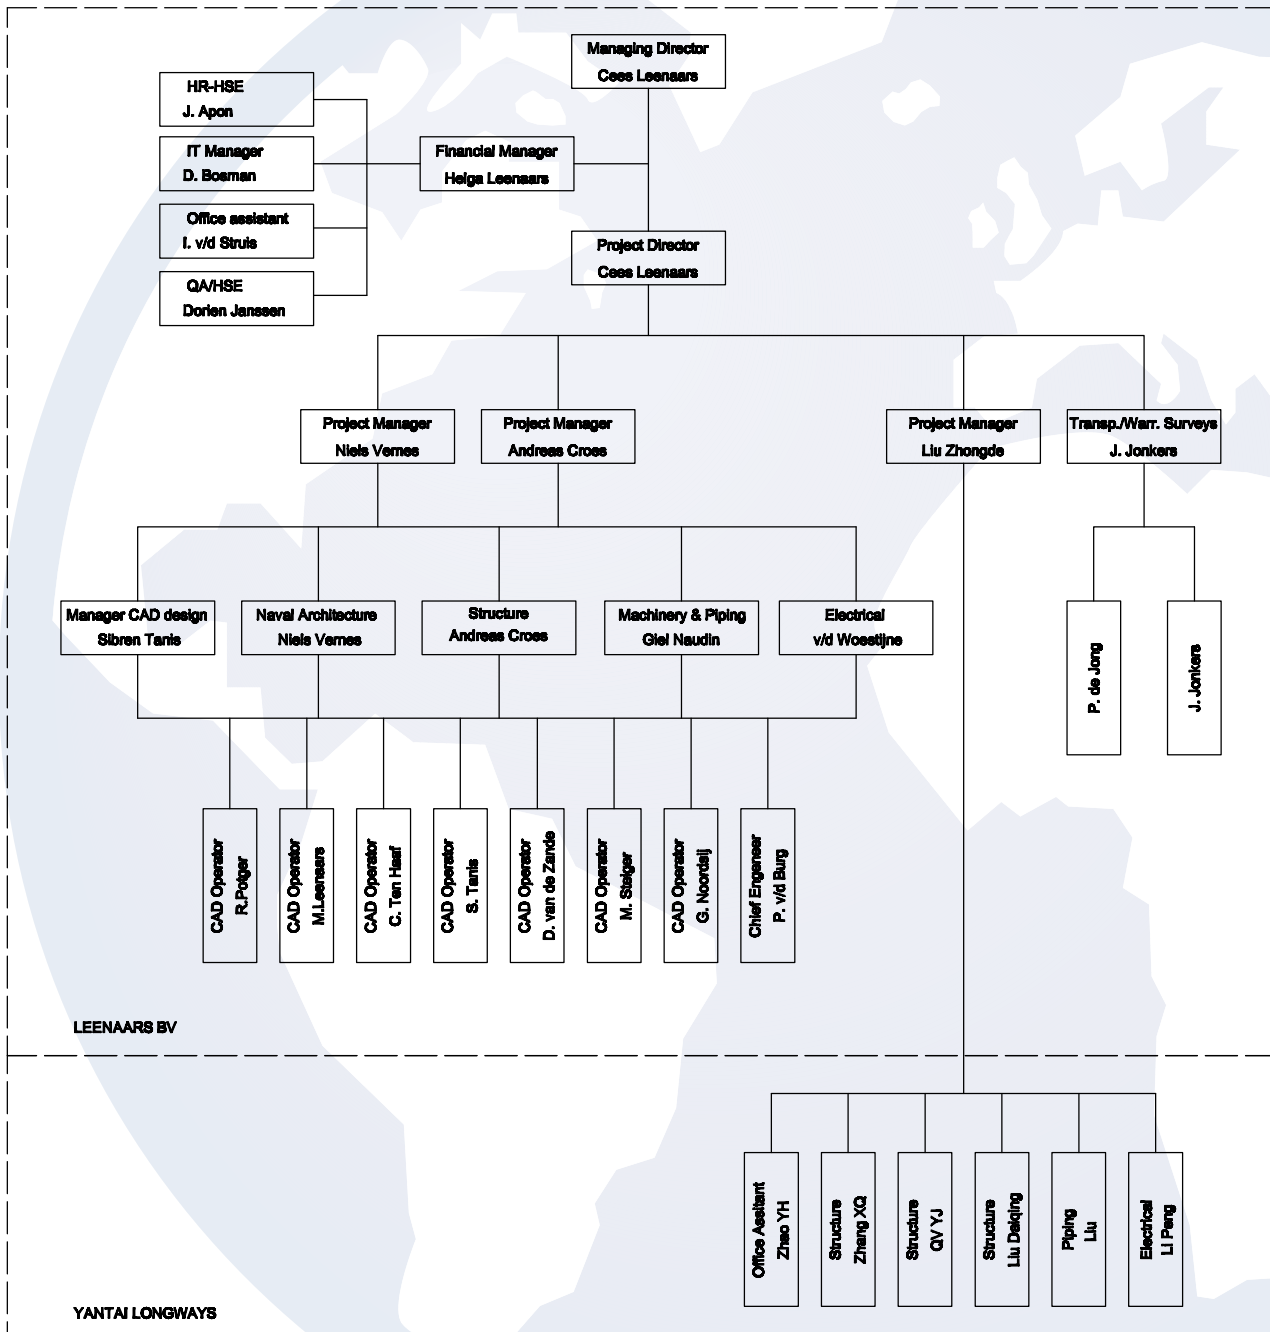 Managing Director
Cees Leenaars
HR-HSE
J. Apon
IT Manager
D. Bosman
Financial Manager
Helga Leenaars
Office assistant
I. v/d Struis
Project Director
Cees Leenaars
QA/HSE
Dorien Janssen
Project Manager
Niels Vernes
Project Manager
Andreas Croes
Project Manager
Liu Zhongde
Transp./Warr. Surveys
J. Jonkers
Manager CAD design
Sibren Tanis
Naval Architecture
Niels Vernes
Structure
Andreas Croes
Machinery & Piping
Giel Naudin
Electrical
v/d Woestijne
P. de Jong
J. Jonkers
CAD Operator
R.Potger
CAD Operator
M.Leenaars
CAD Operator
C. Ten Haaf
CAD Operator
S. Tanis
CAD Operator
D. van de Zande
CAD Operator
M. Steiger
CAD Operator
G. Noordsij
Chief Engeneer
P. v/d Burg
LEENAARS BV
Office Assitant
Zhao YH
Structure
Zhang XQ
Structure
QV YJ
Structure
Liu Daiqing
Piping
Liu
Electrical
Li Peng
YANTAI LONGWAYS